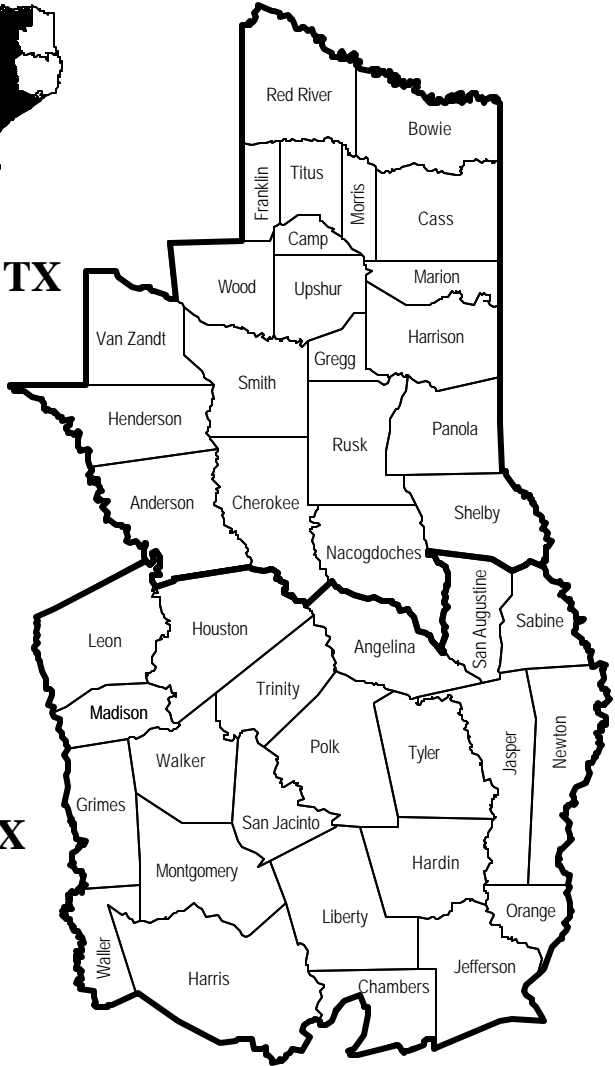 Red River
Bowie
Franklin
Titus
Morris
Cass
Camp
TX
Wood
Upshur
Marion
Van Zandt
Gregg
Harrison
Smith
Henderson
Rusk
Panola
Anderson
Cherokee
Shelby
Nacogdoches
San Augustine
Sabine
Leon
Houston
Angelina
Trinity
Madison
Polk
Tyler
Jasper
Newton
Walker
Grimes
San Jacinto
X
Montgomery
Hardin
Liberty
Orange
Waller
Harris
Jefferson
Chambers